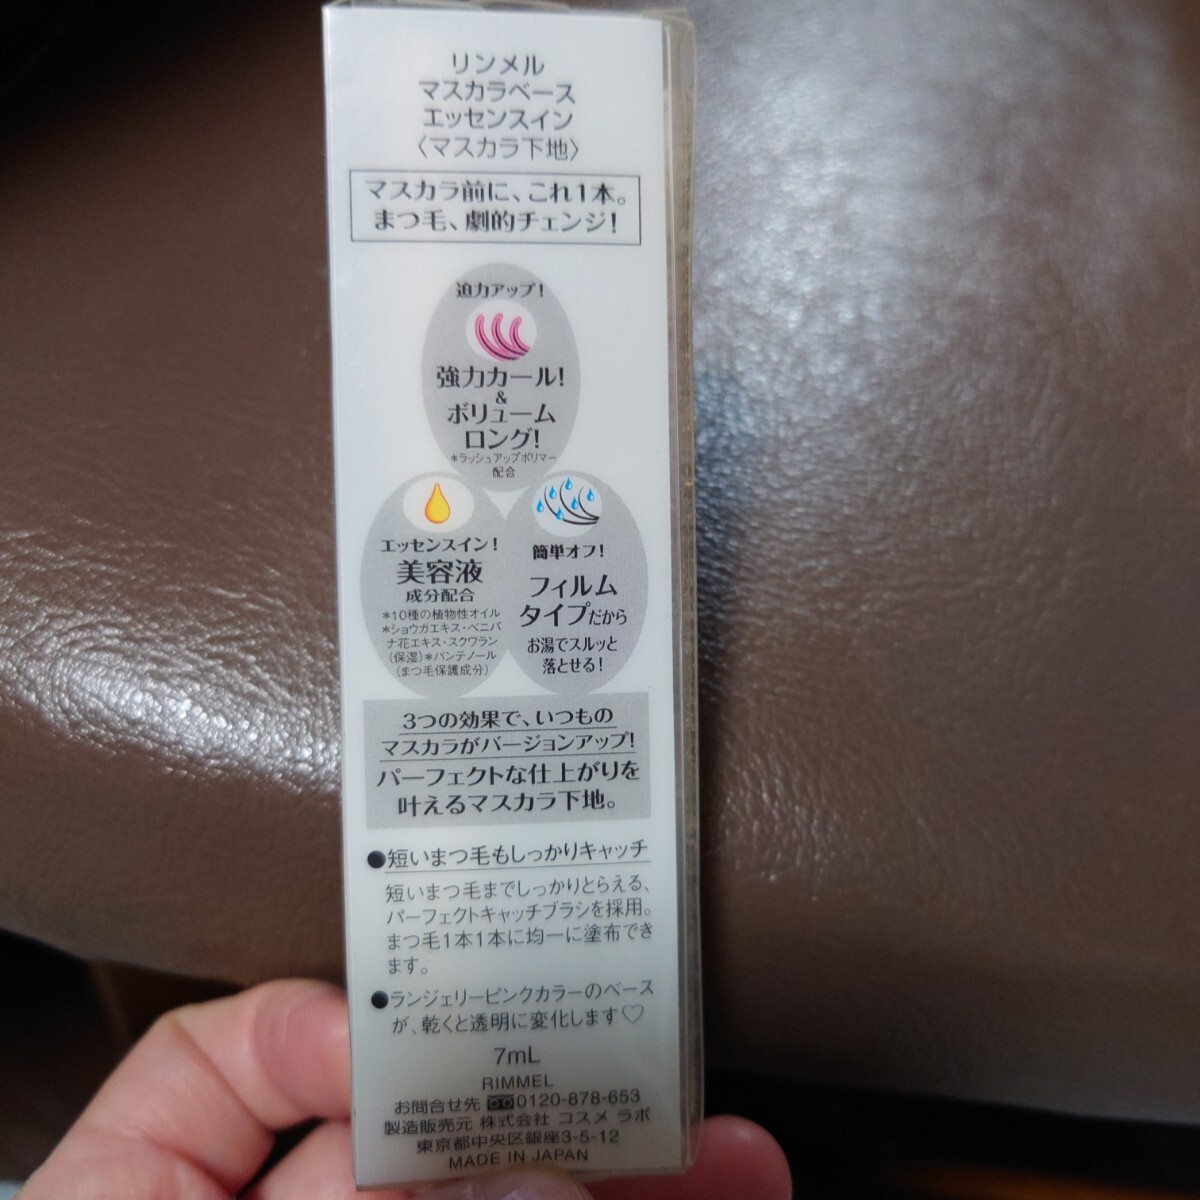 リンメル
マスカラベース
エッセンスイン
〈マスカラ下地〉
マスカラ前に、これ1本。
まつ毛、劇的チェンジ!
迫力アップ!
強力カール!
&
ボリューム
ロング!
*ラッシュアップポリマー
配合
エッセンスイン!
美容液
成分配合
*10種の植物性オイル
*ショウガエキス・ベニバ
ナ花エキス・スクワラン
(保湿)*パンテノール
(まつ毛保護成分)
簡単オフ!
フィルム
タイプだから
お湯でスルッと
落とせる!
3つの効果で、いつもの
マスカラがバージョンアップ!
パーフェクトな仕上がりを
叶えるマスカラ下地。
●短いまつ毛もしっかりキャッチ
短いまつ毛までしっかりとらえる、
パーフェクトキャッチブラシを採用。
まつ毛1本1本に均一に塗布でき
ます。
●ランジェリーピンクカラーのベース
が、乾くと透明に変化します♡
7mL
RIMMEL
お問合せ先 0120-878-653
製造販売元 株式会社 コスメ ラボ
東京都中央区銀座3-5-12
MADE IN JAPAN